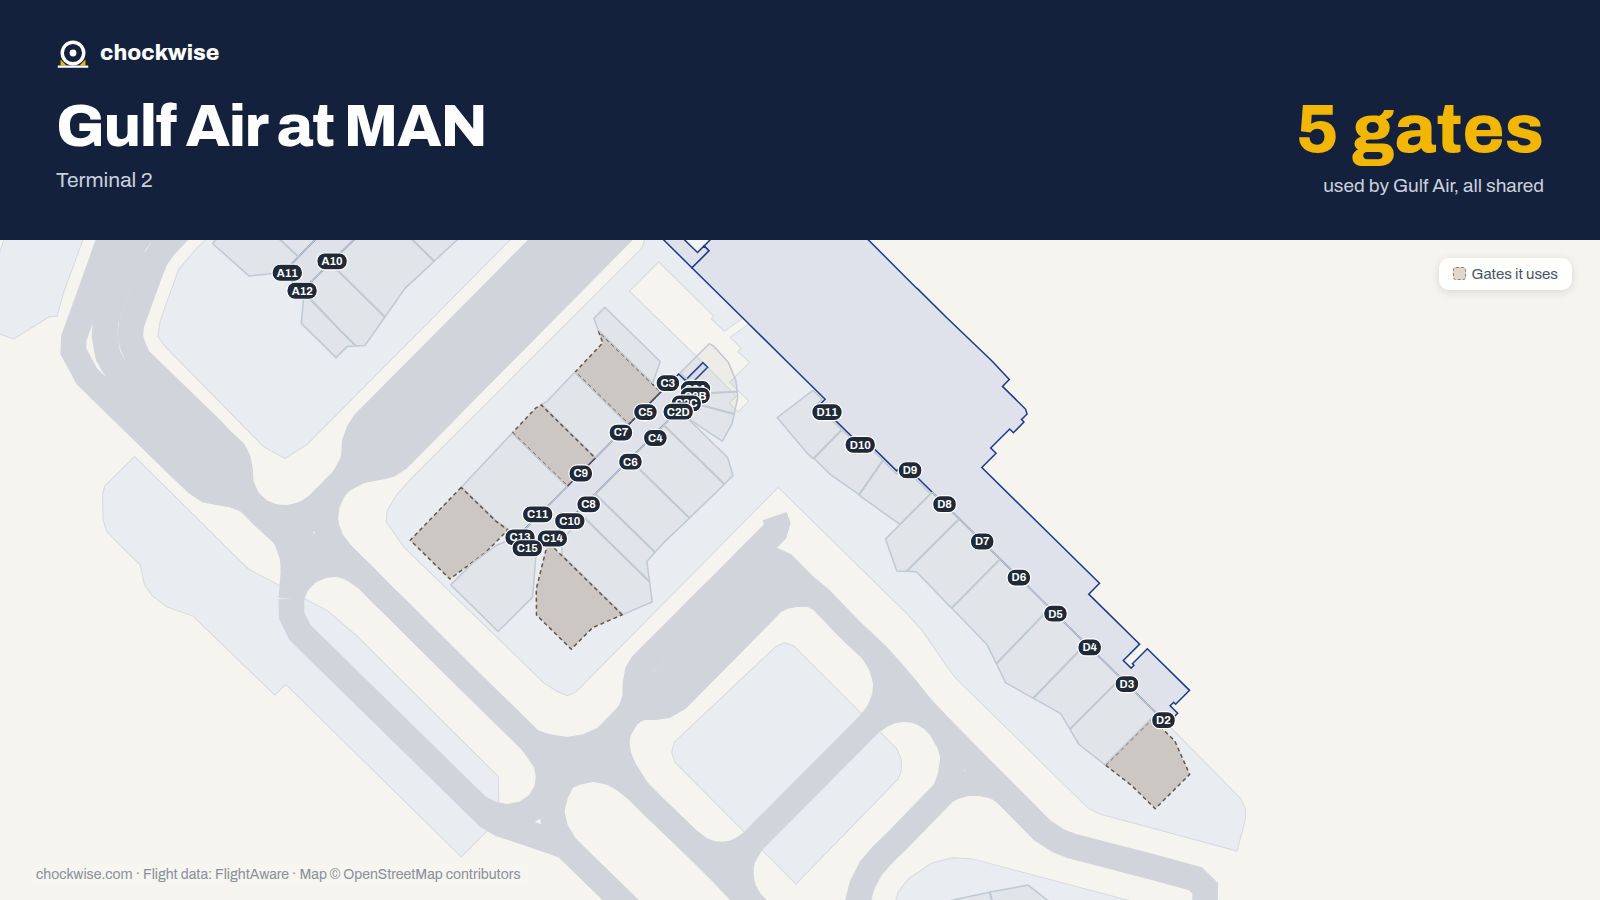 chockwise
Gulf Air at MAN
Terminal 2
5 gates
used by Gulf Air, all shared
Gates it uses
A10
A11
A12
C3
C5
C2D
C7
C4
C6
C9
C8
C11
C10
C13
C14
C15
D11
D10
D9
D8
D7
D6
D5
D4
D3
D2
chockwise.com · Flight data: FlightAware · Map © OpenStreetMap contributors